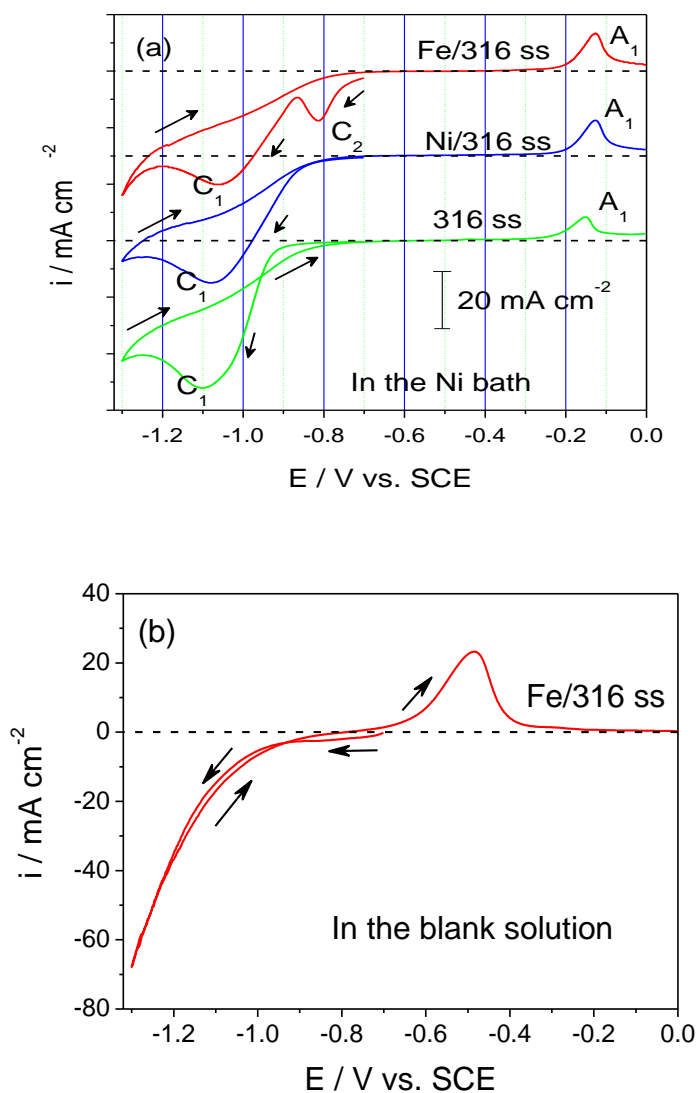 (a)
A1
Fe/316 ss
C2
A1
Ni/316 ss
C1
A1
316 ss
C1
20 mA cm-2
C1
In the Ni bath
i / mA cm-2
-1.2 -1.0 -0.8 -0.6 -0.4 -0.2 0.0
E / V vs. SCE
(b)
40
20
0
-20
-40
-60
-80
Fe/316 ss
In the blank solution
i / mA cm-2
-1.2 -1.0 -0.8 -0.6 -0.4 -0.2 0.0
E / V vs. SCE